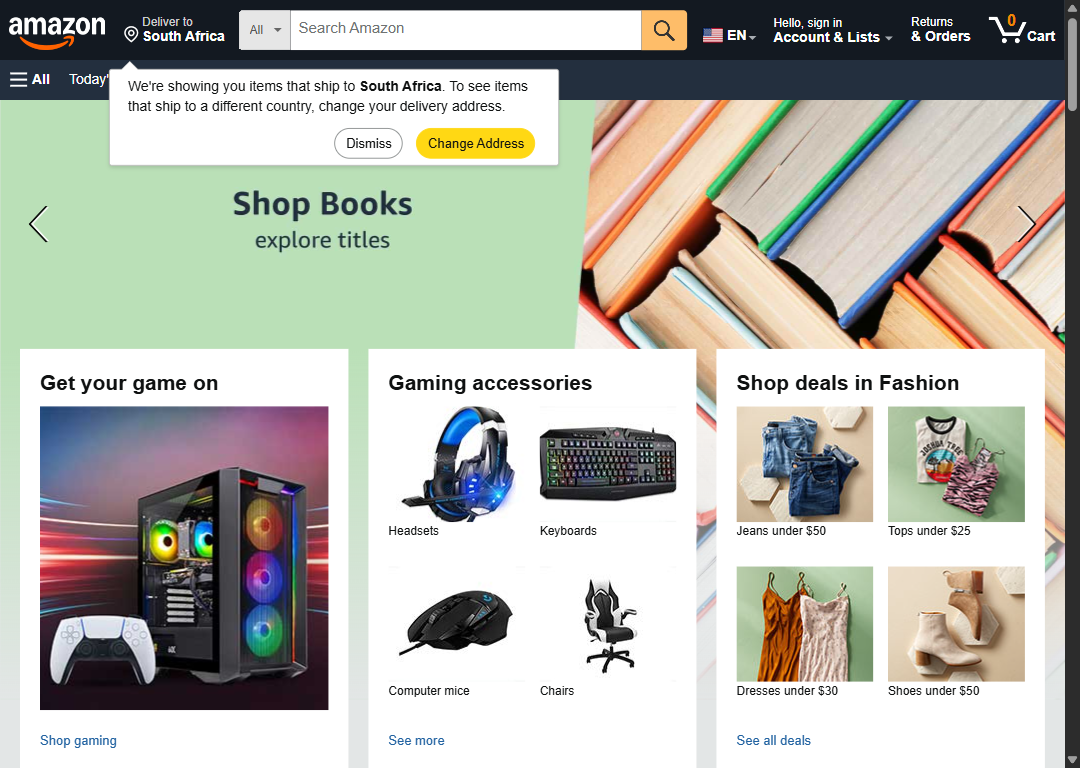 amazon
Deliver to
South Africa
All
Search Amazon
EN
Hello, sign in
Account & Lists
Returns
& Orders
0
Cart
All
Today'
We're showing you items that ship to South Africa. To see items
that ship to a different country, change your delivery address.
Dismiss
Change Address
Shop Books
explore titles
Get your game on
Shop gaming
Gaming accessories
Headsets
Keyboards
Computer mice
Chairs
See more
Shop deals in Fashion
JOSHUA TREE
Jeans under $50
Tops under $25
Dresses under $30
Shoes under $50
See all deals